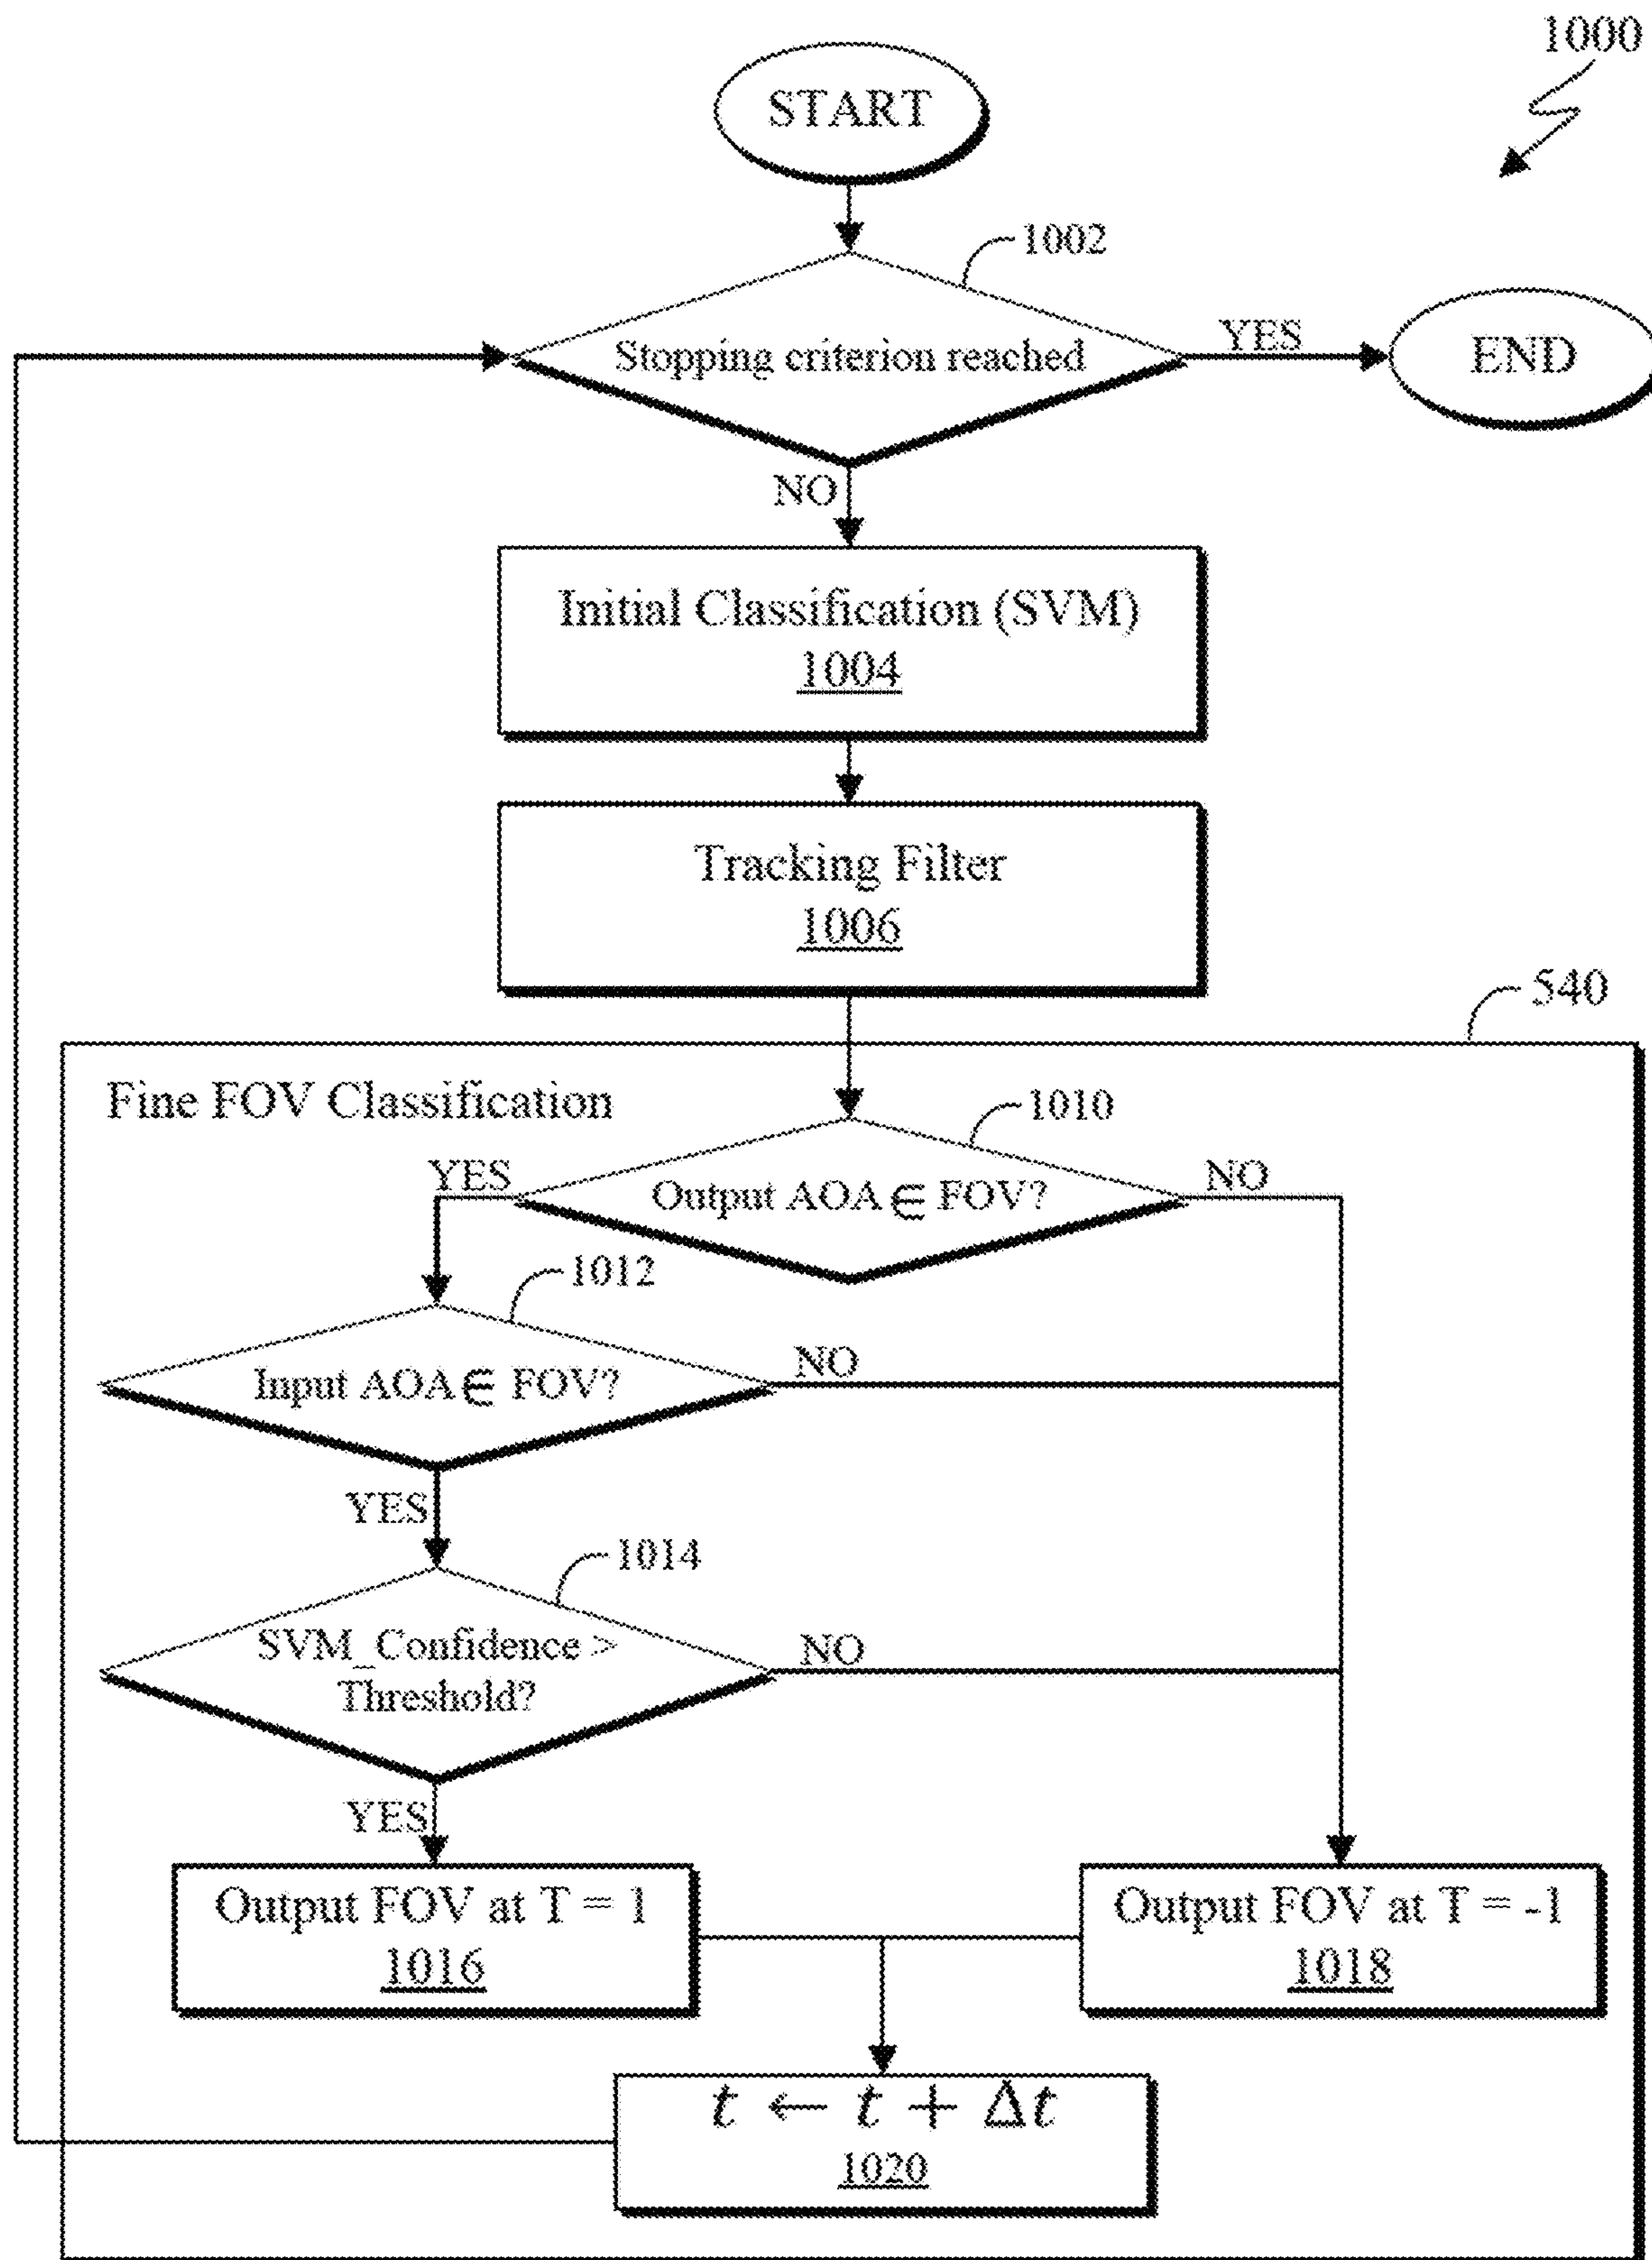 1000
START
1002
Stopping criterion reached
YES
END
NO
Initial Classification (SVM)
1004
Tracking Filter
1006
540
Fine FOV Classification
1010
YES
Output AOA ∈ FOV?
NO
1012
Input AOA ∈ FOV?
NO
YES
1014
SVM_Confidence >
Threshold?
NO
YES
Output FOV at T = 1
1016
Output FOV at T = -1
1018
t ← t + Δt
1020